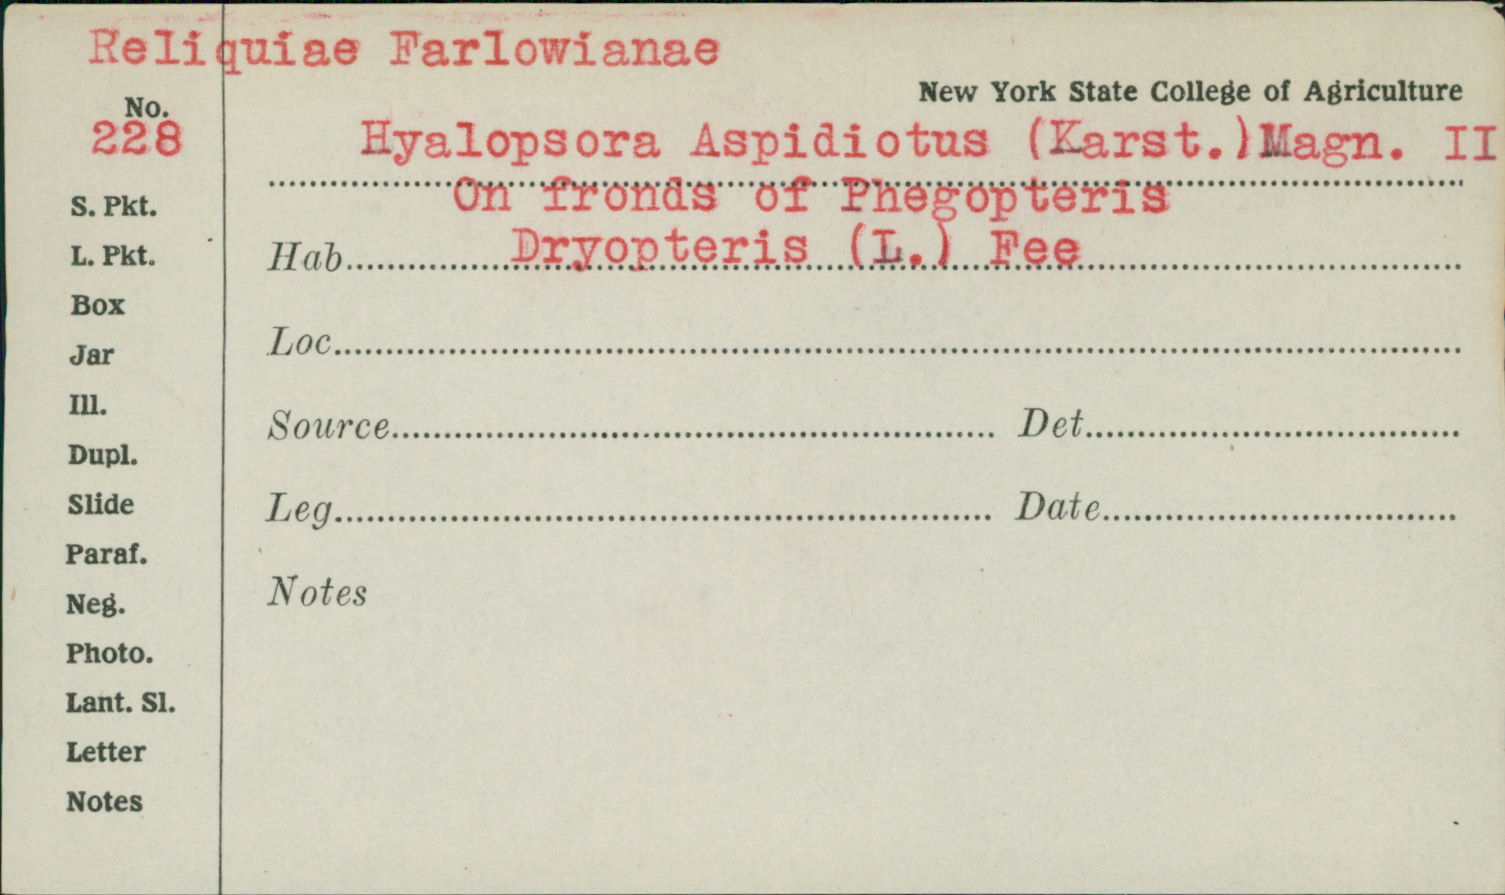 Reliquiae Farlowianae
New York State College of Agriculture
No.
228
Hyalopsora Aspidiotus (Karst.)Magn. II
On fronds of Phegopteris
S. Pkt.
Hab. Dryopteris (L.) Fee
L. Pkt.
Box
Loc.
Jar
Ill.
Source Det.
Dupl.
Slide
Leg. Date
Paraf.
Notes
Neg.
Photo.
Lant. Sl.
Letter
Notes